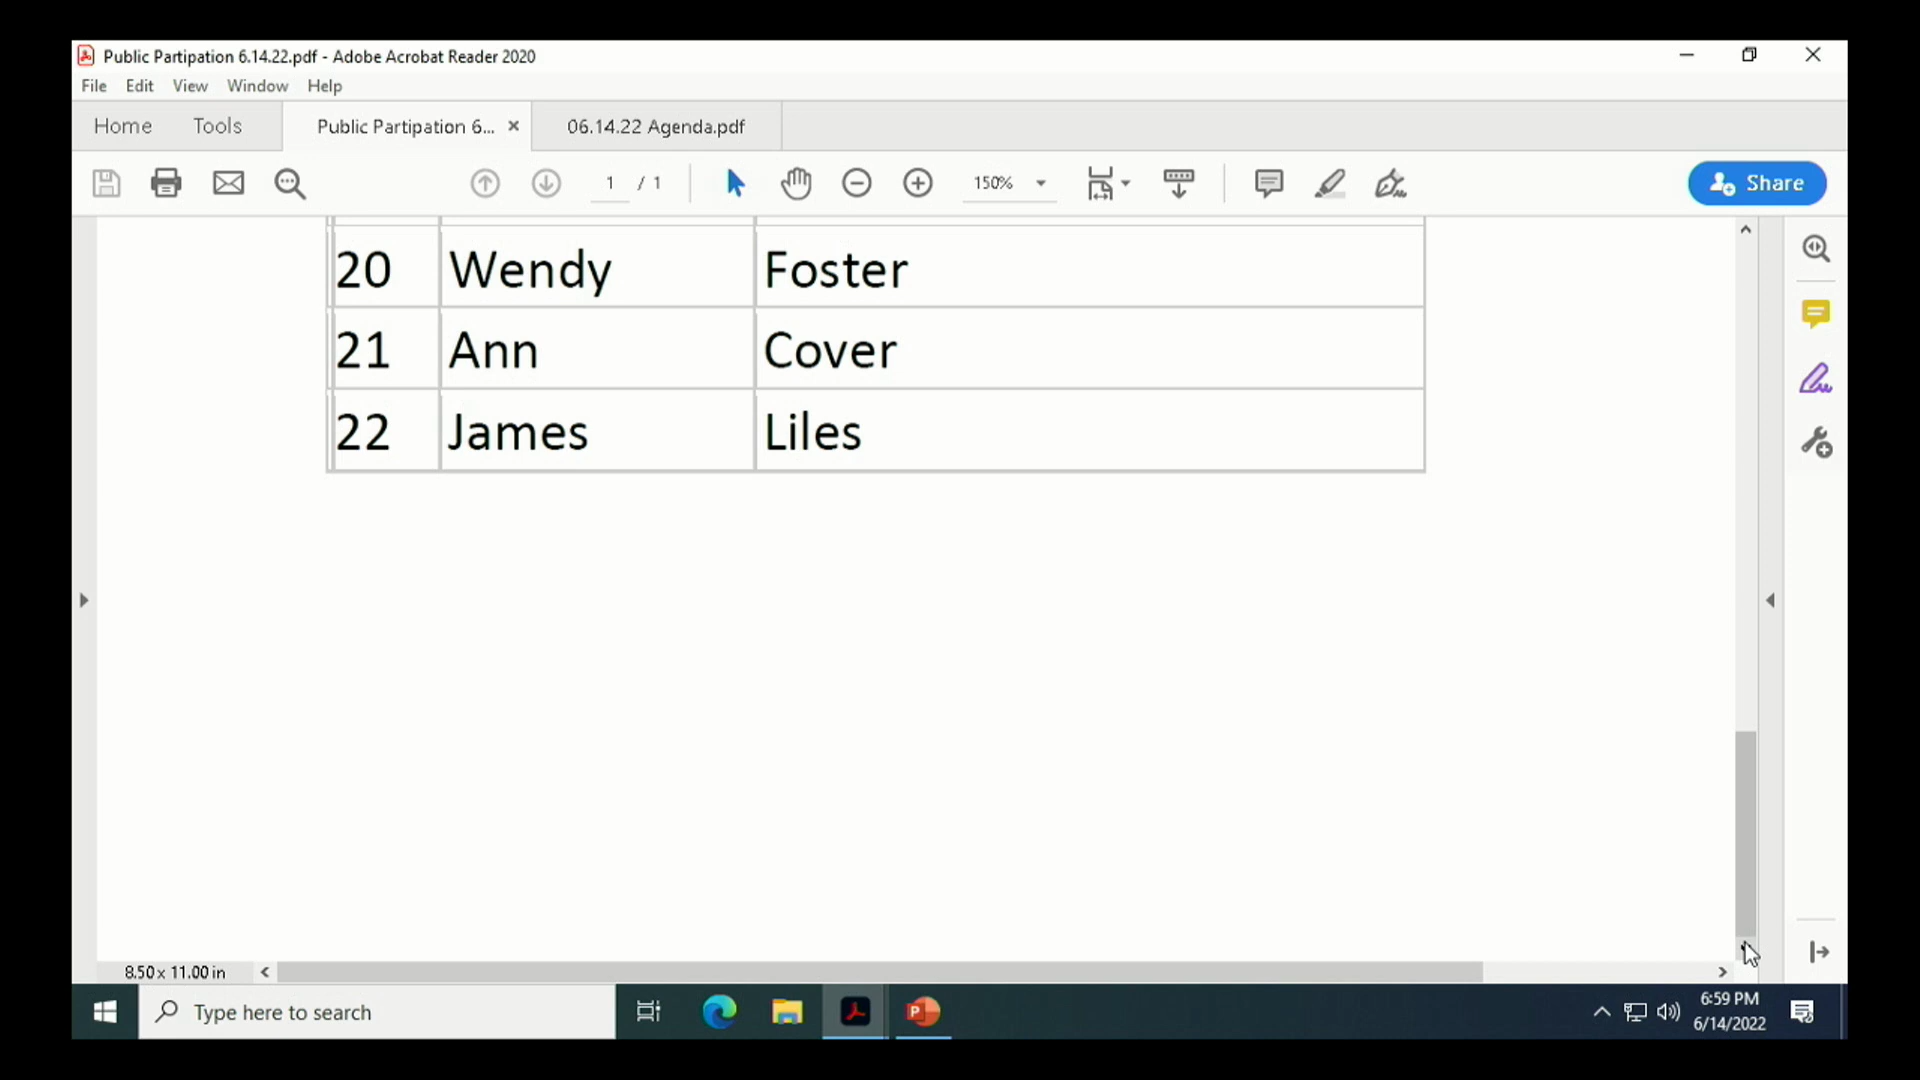 Public Partipation 6.14.22.pdf - Adobe Acrobat Reader 2020
File Edit View Window Help
Home Tools Public Partipation 6... × 06.14.22 Agenda.pdf
1 / 1 150% Share
20 Wendy Foster
21 Ann Cover
22 James Liles
8.50 x 11.00 in
Type here to search
6:59 PM
6/14/2022